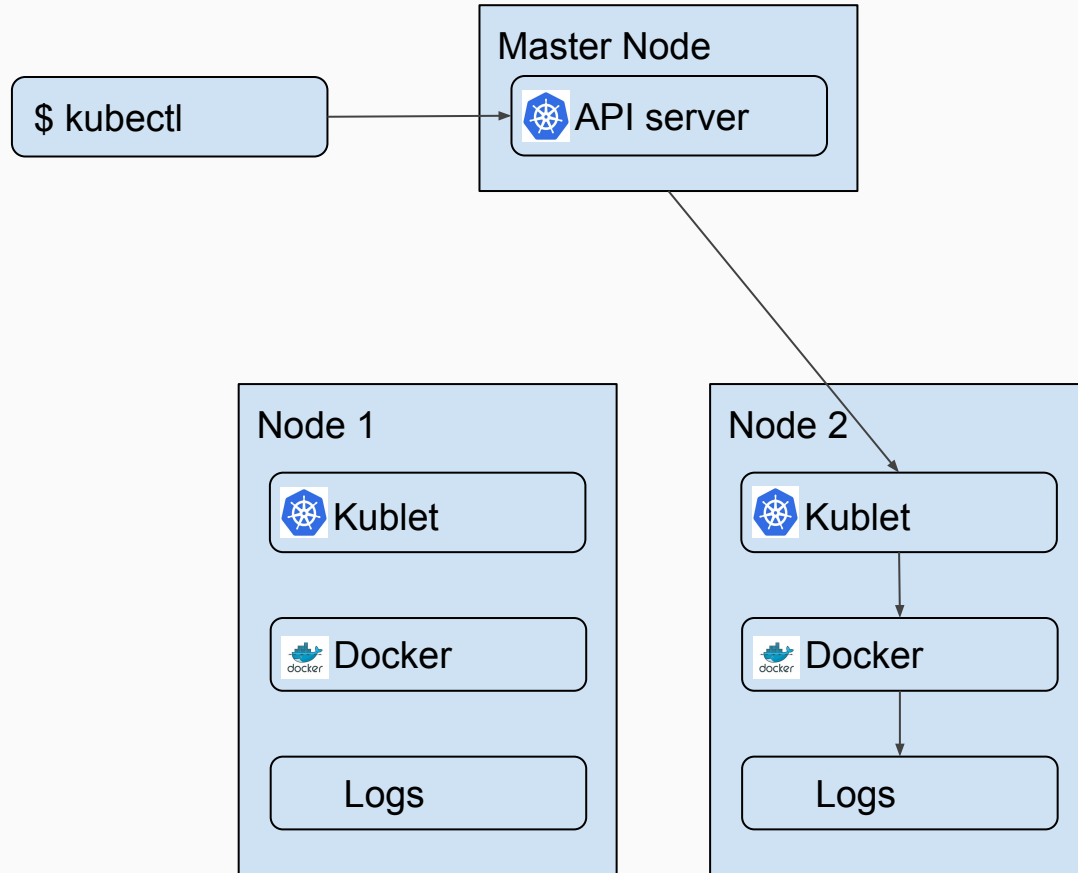 Master Node
$ kubectl
API server
Node 1
Node 2
Kublet
Kublet
docker
Docker
docker
Docker
Logs
Logs